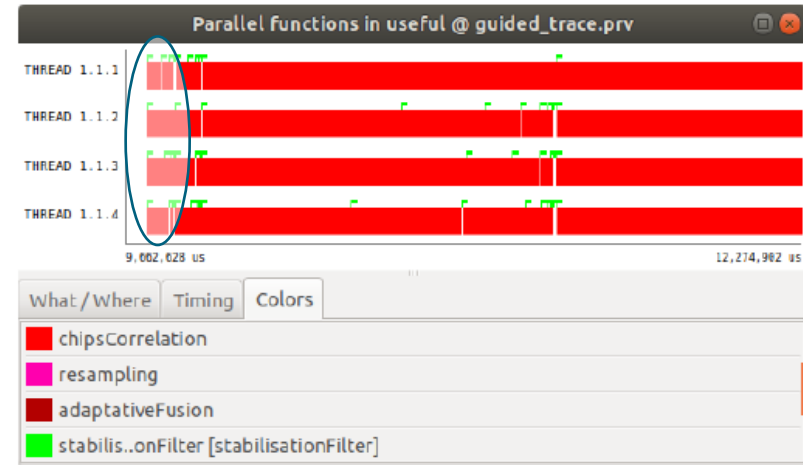 Parallel functions in useful @ guided_trace.prv
THREAD 1.1.1
THREAD 1.1.2
THREAD 1.1.3
THREAD 1.1.4
9,662,628 us 12,274,902 us
What / Where Timing Colors
chipsCorrelation
resampling
adaptativeFusion
stabilis..onFilter [stabilisationFilter]